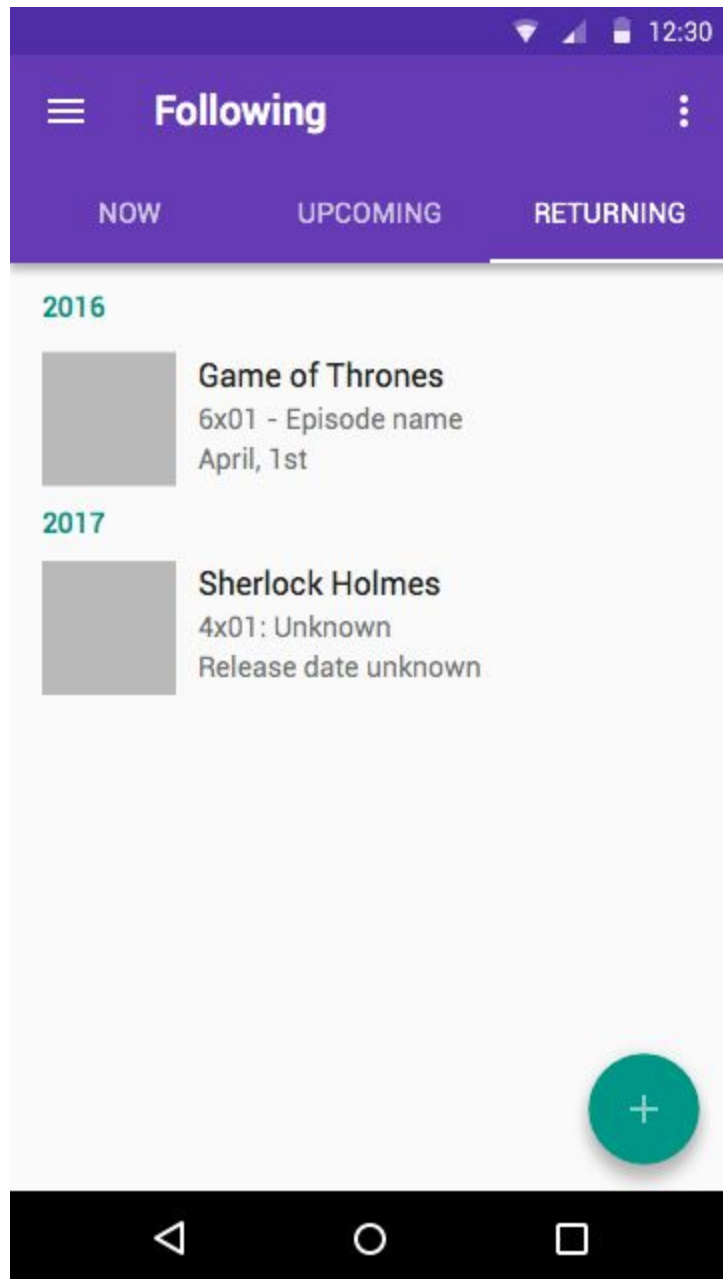 12:30
Following
NOW UPCOMING RETURNING
2016
Game of Thrones
6x01 - Episode name
April, 1st
2017
Sherlock Holmes
4x01: Unknown
Release date unknown
+